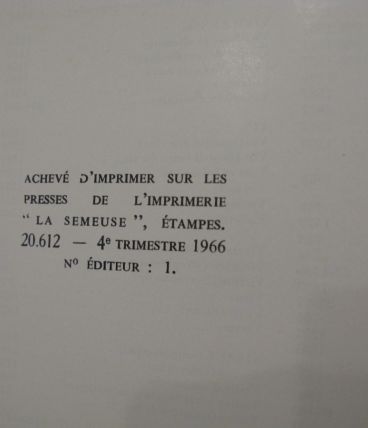 ACHEVÉ D'IMPRIMER SUR LES
PRESSES DE L'IMPRIMERIE
“ LA SEMEUSE ”, ÉTAMPES.
20.612 — 4e TRIMESTRE 1966
No ÉDITEUR : 1.